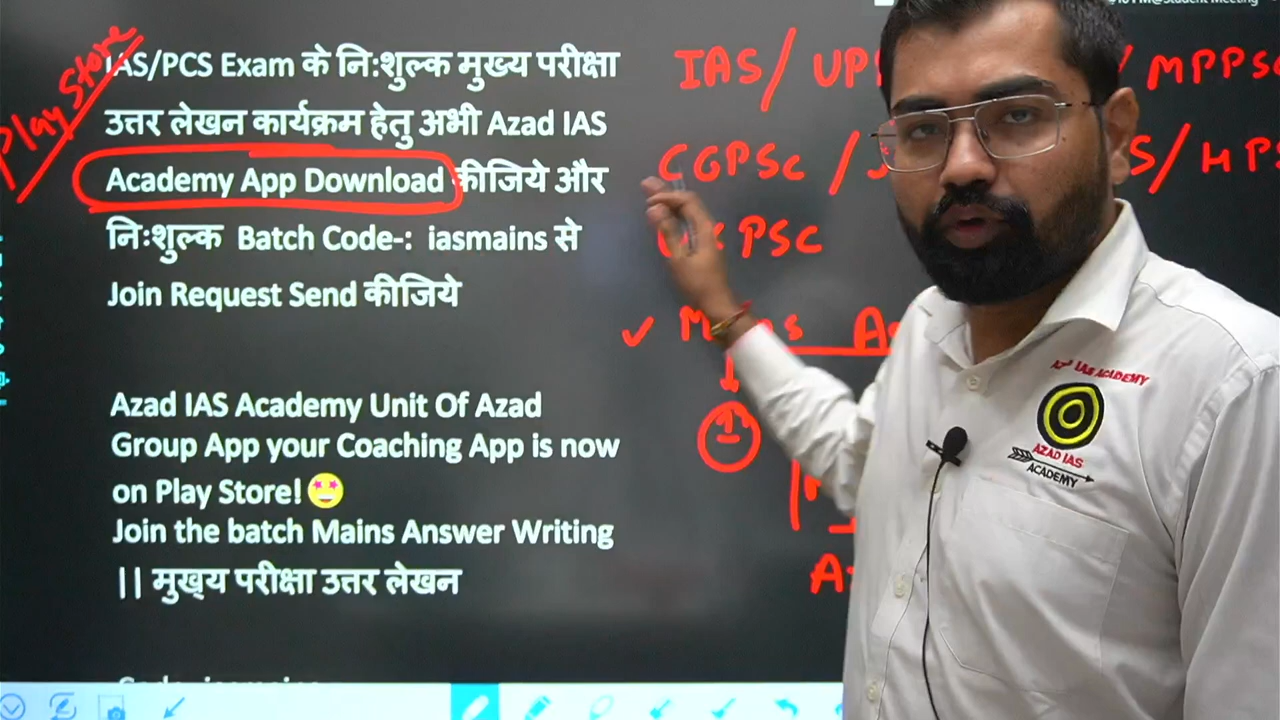 Play Store
IAS/PCS Exam के नि:शुल्क मुख्य परीक्षा
उत्तर लेखन कार्यक्रम हेतु अभी Azad IAS
Academy App Download कीजिये और
निःशुल्क Batch Code-: iasmains से
Join Request Send कीजिये
Azad IAS Academy Unit Of Azad
Group App your Coaching App is now
on Play Store! 🤩
Join the batch Mains Answer Writing
|| मुख्य परीक्षा उत्तर लेखन
IAS/ / MPPSC
CGPSC /
PSC
✓
AZAD IAS ACADEMY
AZAD IAS
ACADEMY